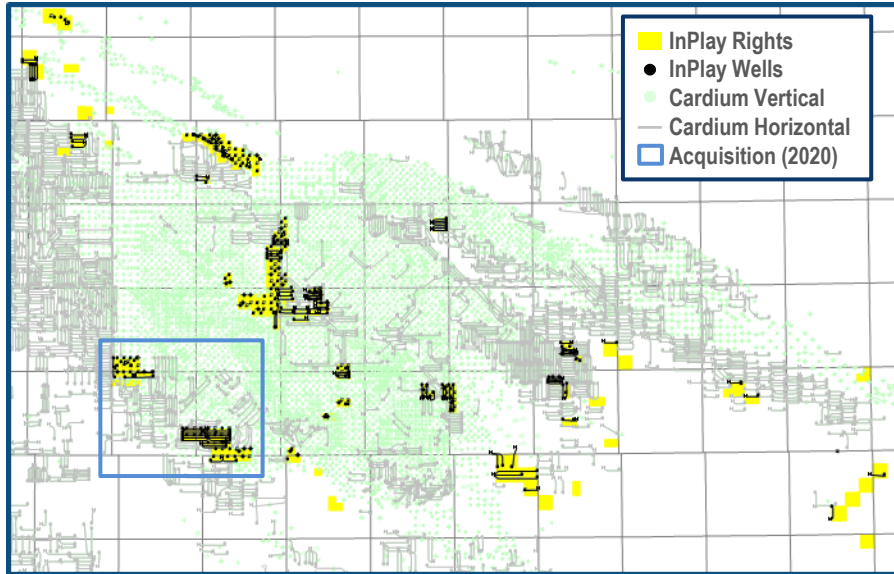 InPlay Rights
InPlay Wells
Cardium Vertical
Cardium Horizontal
Acquisition (2020)